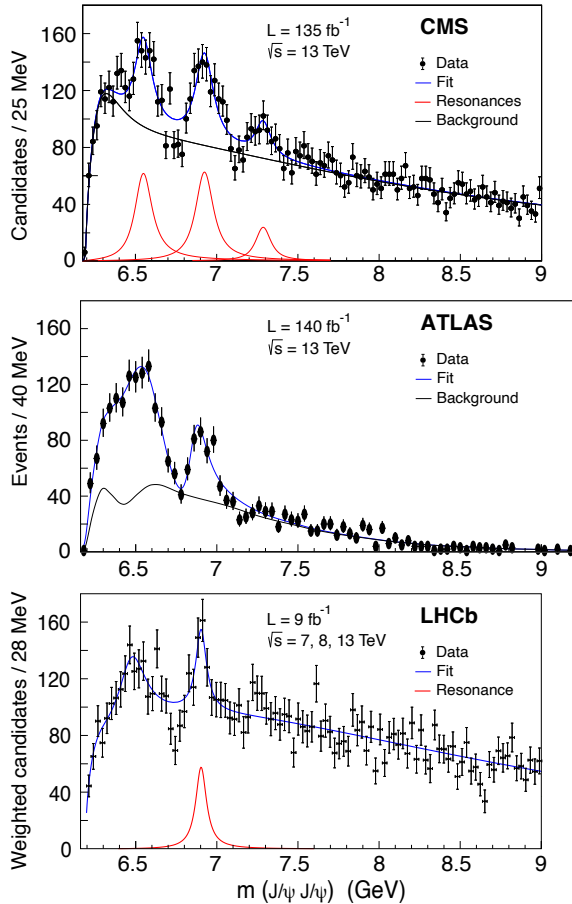 CMS
L = 135 fb⁻¹
√s = 13 TeV
Data
Fit
Resonances
Background
Candidates / 25 MeV
160
120
80
40
0
6.5 7 7.5 8 8.5 9
ATLAS
L = 140 fb⁻¹
√s = 13 TeV
Data
Fit
Background
Events / 40 MeV
160
120
80
40
0
6.5 7 7.5 8 8.5 9
LHCb
L = 9 fb⁻¹
√s = 7, 8, 13 TeV
Data
Fit
Resonance
Weighted candidates / 28 MeV
160
120
80
40
0
6.5 7 7.5 8 8.5 9
m (J/ψ J/ψ) (GeV)